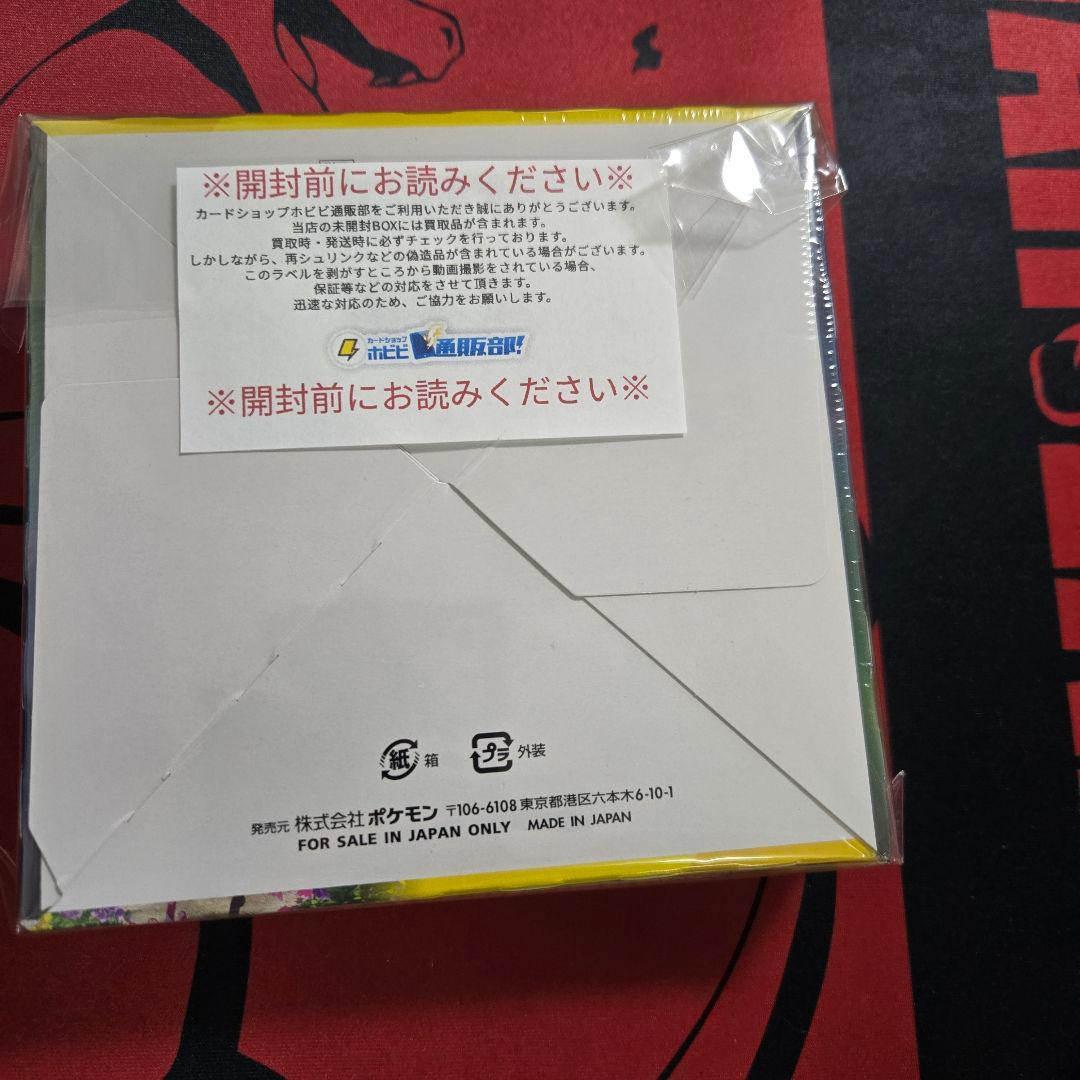 ※開封前にお読みください※
カードショップホビビ通販部をご利用いただき誠にありがとうございます。
当店の未開封BOXには買取品が含まれます。
買取時・発送時に必ずチェックを行っております。
しかしながら、再シュリンクなどの偽造品が含まれている場合がございます。
このラベルを剥がすところから動画撮影をされている場合、
保証等などの対応をさせて頂きます。
迅速な対応のため、ご協力をお願いします。
カードショップ
ホビビ 通販部!
※開封前にお読みください※
紙 箱 プラ 外装
発売元 株式会社 ポケモン 〒106-6108 東京都港区六本木6-10-1
FOR SALE IN JAPAN ONLY MADE IN JAPAN